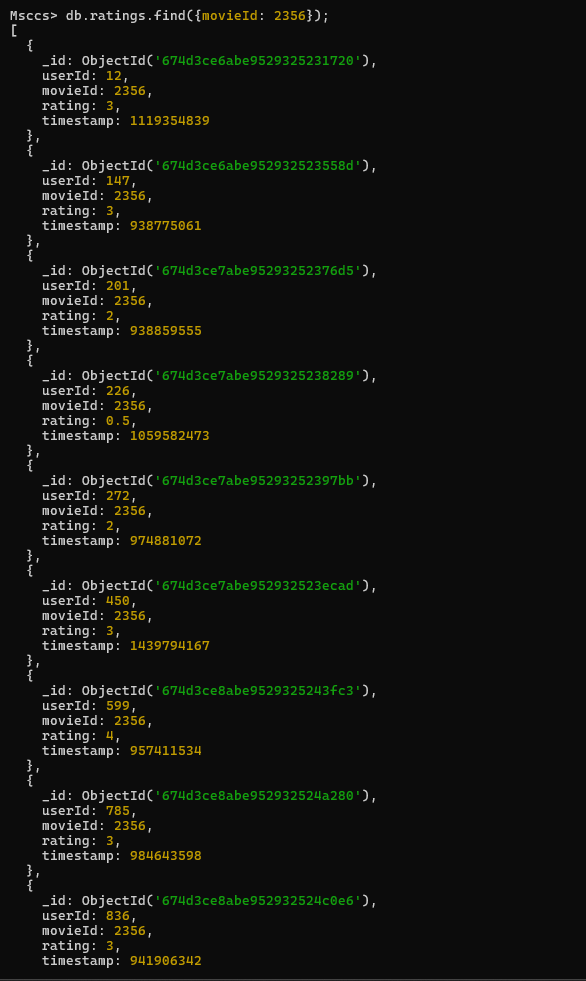 Msccs> db.ratings.find({movieId: 2356});
[
  {
    _id: ObjectId('674d3ce6abe9529325231720'),
    userId: 12,
    movieId: 2356,
    rating: 3,
    timestamp: 1119354839
  },
  {
    _id: ObjectId('674d3ce6abe952932523558d'),
    userId: 147,
    movieId: 2356,
    rating: 3,
    timestamp: 938775061
  },
  {
    _id: ObjectId('674d3ce7abe95293252376d5'),
    userId: 201,
    movieId: 2356,
    rating: 2,
    timestamp: 938859555
  },
  {
    _id: ObjectId('674d3ce7abe9529325238289'),
    userId: 226,
    movieId: 2356,
    rating: 0.5,
    timestamp: 1059582473
  },
  {
    _id: ObjectId('674d3ce7abe95293252397bb'),
    userId: 272,
    movieId: 2356,
    rating: 2,
    timestamp: 974881072
  },
  {
    _id: ObjectId('674d3ce7abe952932523ecad'),
    userId: 450,
    movieId: 2356,
    rating: 3,
    timestamp: 1439794167
  },
  {
    _id: ObjectId('674d3ce8abe9529325243fc3'),
    userId: 599,
    movieId: 2356,
    rating: 4,
    timestamp: 957411534
  },
  {
    _id: ObjectId('674d3ce8abe952932524a280'),
    userId: 785,
    movieId: 2356,
    rating: 3,
    timestamp: 984643598
  },
  {
    _id: ObjectId('674d3ce8abe952932524c0e6'),
    userId: 836,
    movieId: 2356,
    rating: 3,
    timestamp: 941906342